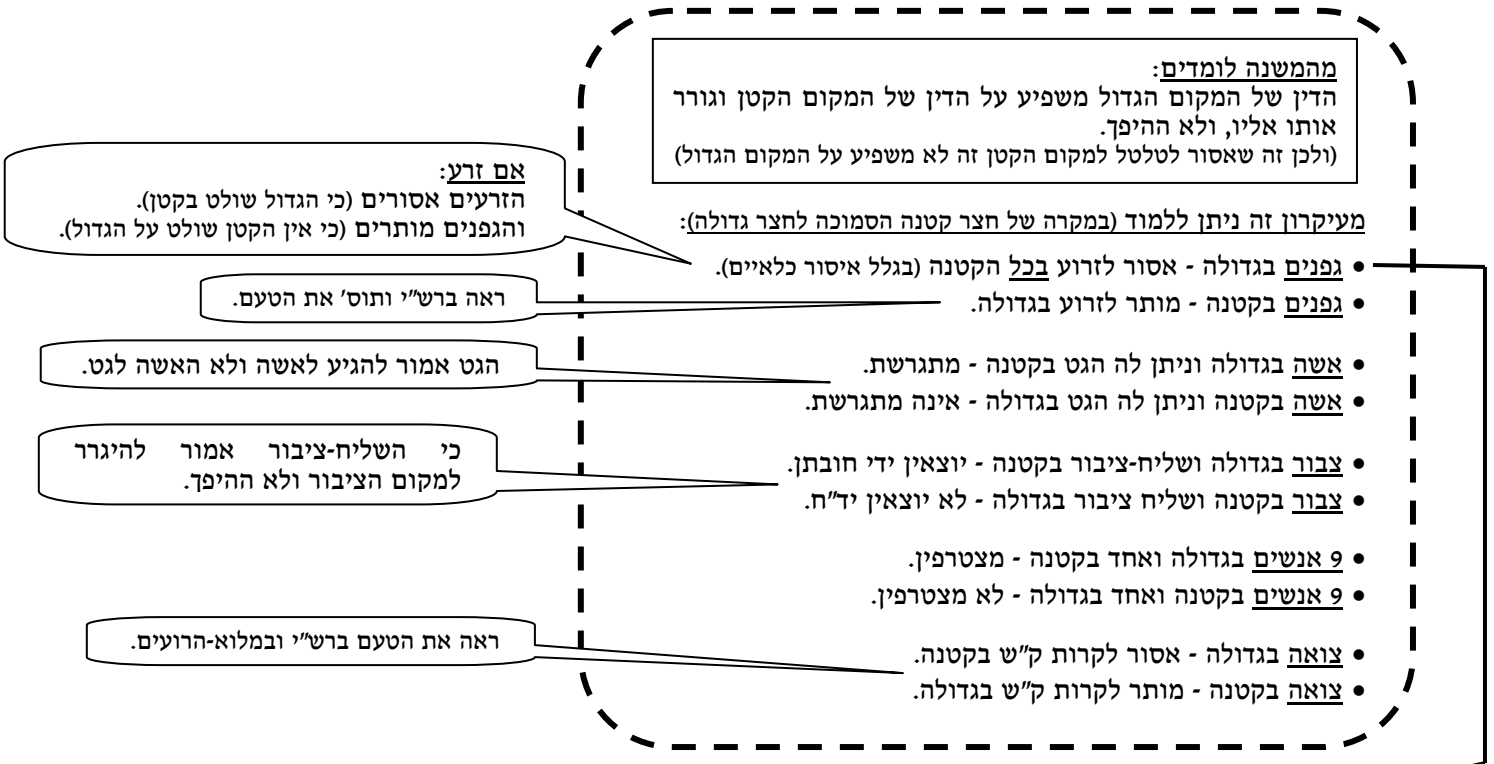 מהמשנה לומדים:
הדין של המקום הגדול משפיע על הדין של המקום הקטן וגורר
אותו אליו, ולא ההיפך.
(ולכן זה שאסור לטלטל למקום הקטן זה לא משפיע על המקום הגדול)
מעיקרון זה ניתן ללמוד (במקרה של חצר קטנה הסמוכה לחצר גדולה):
• גפנים בגדולה - אסור לזרוע בכל הקטנה (בגלל איסור כלאיים).
• גפנים בקטנה - מותר לזרוע בגדולה.
אם זרע:
הזרעים אסורים (כי הגדול שולט בקטן).
והגפנים מותרים (כי אין הקטן שולט על הגדול).
ראה ברש"י ותוס' את הטעם.
• אשה בגדולה וניתן לה הגט בקטנה - מתגרשת.
• אשה בקטנה וניתן לה הגט בגדולה - אינה מתגרשת.
הגט אמור להגיע לאשה ולא האשה לגט.
• צבור בגדולה ושליח-ציבור בקטנה - יוצאין ידי חובתן.
• צבור בקטנה ושליח ציבור בגדולה - לא יוצאין יד"ח.
כי השליח-ציבור אמור להיגרר
למקום הציבור ולא ההיפך.
• 9 אנשים בגדולה ואחד בקטנה - מצטרפין.
• 9 אנשים בקטנה ואחד בגדולה - לא מצטרפין.
• צואה בגדולה - אסור לקרות ק"ש בקטנה.
• צואה בקטנה - מותר לקרות ק"ש בגדולה.
ראה את הטעם ברש"י ובמלוא-הרועים.